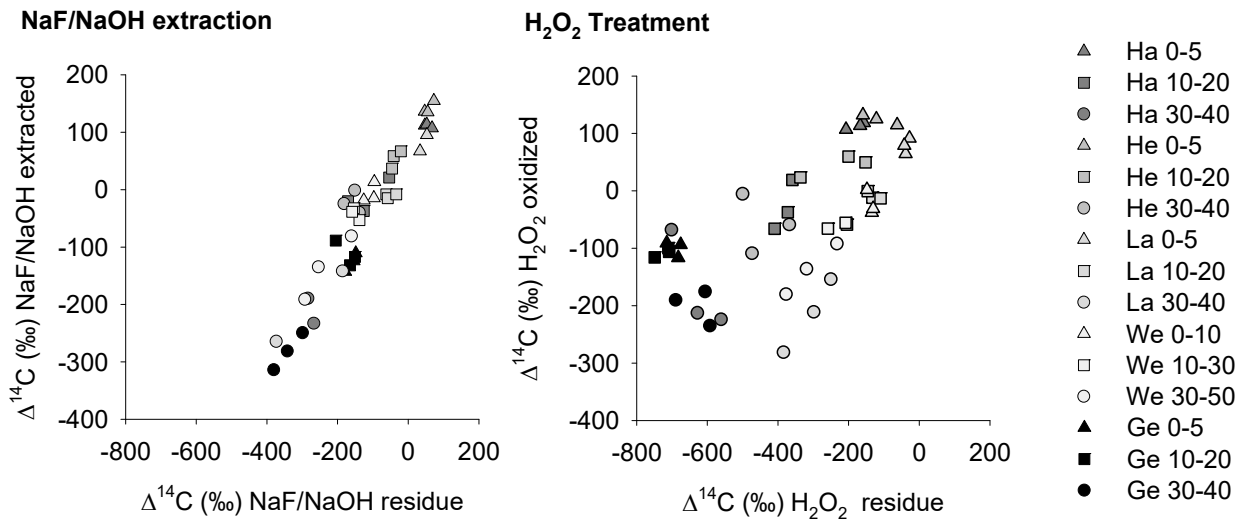 NaF/NaOH extraction
H₂O₂ Treatment
Δ¹⁴C (‰) NaF/NaOH extracted
200
100
0
-100
-200
-300
-400
-800 -600 -400 -200 0 200
Δ¹⁴C (‰) NaF/NaOH residue
Δ¹⁴C (‰) H₂O₂ oxidized
200
100
0
-100
-200
-300
-400
-800 -600 -400 -200 0 200
Δ¹⁴C (‰) H₂O₂ residue
Ha 0-5
Ha 10-20
Ha 30-40
He 0-5
He 10-20
He 30-40
La 0-5
La 10-20
La 30-40
We 0-10
We 10-30
We 30-50
Ge 0-5
Ge 10-20
Ge 30-40